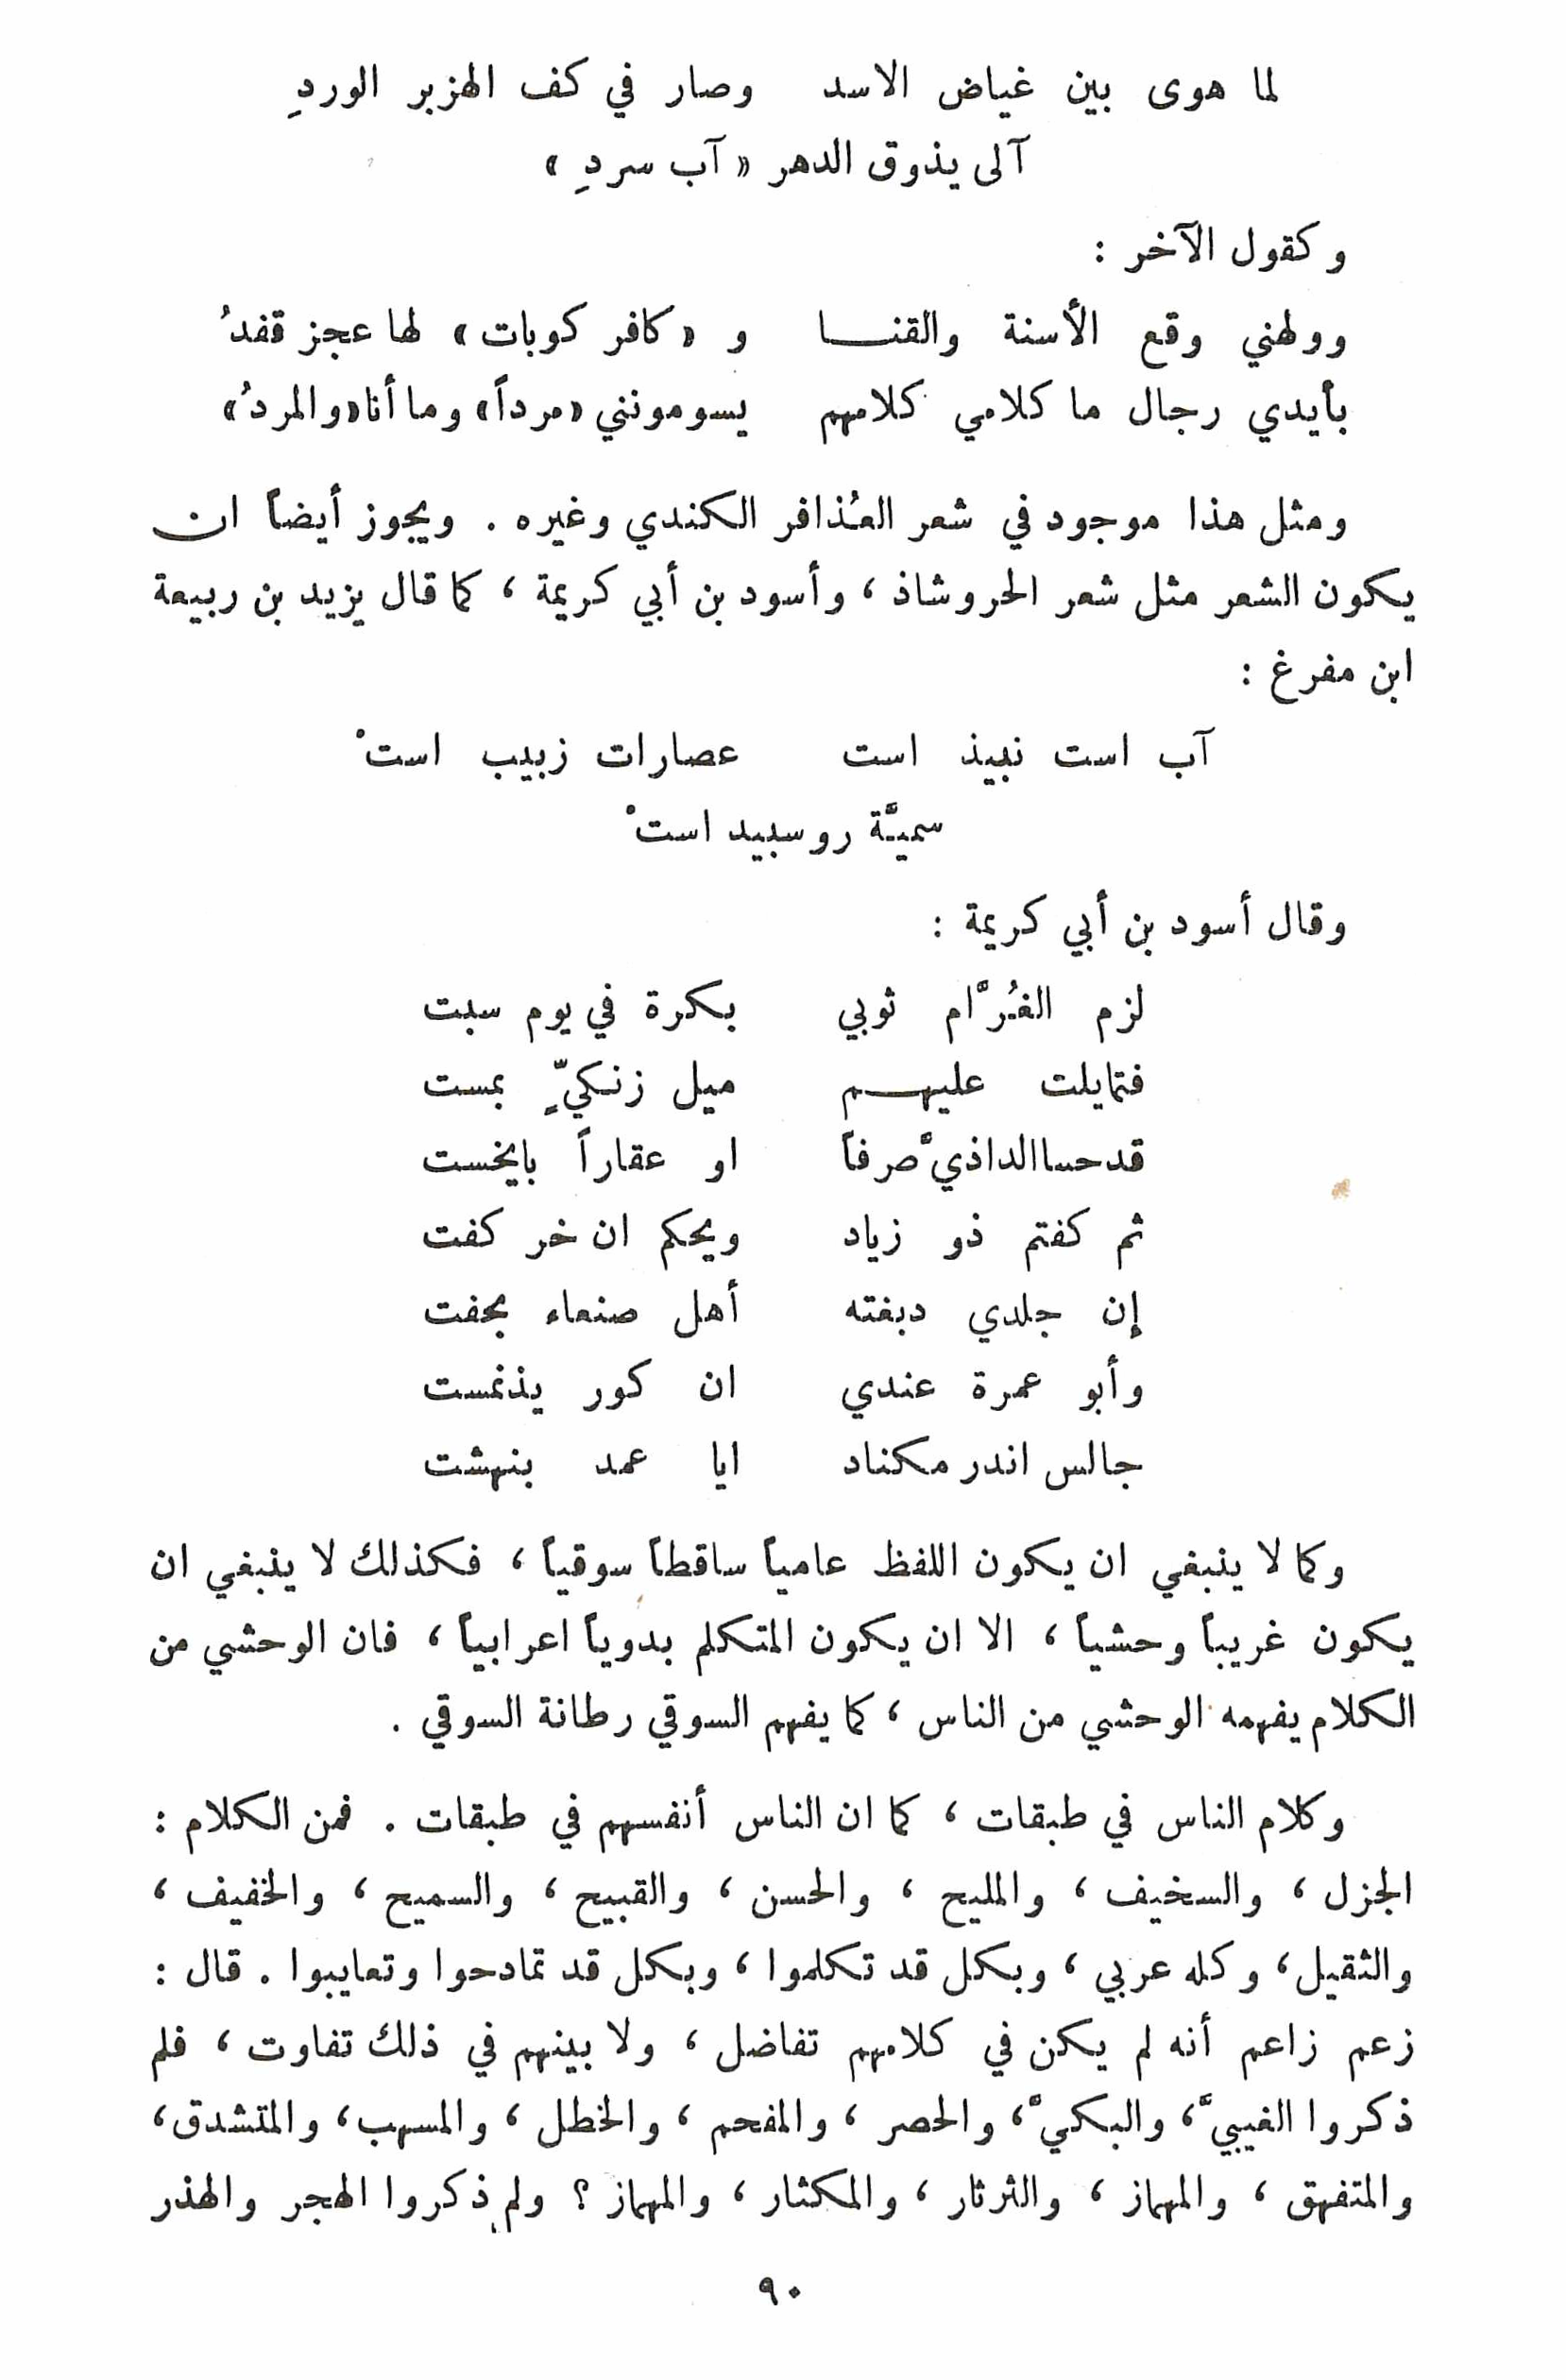 لما هوى بين غياض الاسد وصار في كف الهزبر الوردِ
آلى يذوق الدهر « آب سردِ »
وكقول الآخر :
وولهني وقع الأسنة والقنــا و « كافر كوبات » لها عجز قفدُ
بأيدي رجال ما كلامي كلامهم يسومونني «مرداً» وما أنا «والمردُ»
ومثل هذا موجود في شعر العُذافر الكندي وغيره . ويجوز أيضاً ان
يكون الشعر مثل شعر الحروشاذ ، وأسود بن أبي كريمة ، كما قال يزيد بن ربيعة
ابن مفرغ :
آب است نبيذ است عصارات زبيب استْ
سميَّة روسبيد استْ
وقال أسود بن أبي كريمة :
لزم الغُرَّام ثوبي بكرة في يوم سبت
فتمايلت عليهــم ميل زنكيٍّ بمست
قد حسا الداذيَّ صرفاً او عقاراً بايخست
ثم كفتم ذو زياد ويحكم ان خر كفت
إن جلدي دبغته أهل صنعاء بجفت
وأبو عمرة عندي ان كور يذنمست
جالس اندر مكناد ايا عمد بنهشت
وكما لا ينبغي ان يكون اللفظ عامياً ساقطاً سوقياً ، فكذلك لا ينبغي ان
يكون غريباً وحشياً ، الا ان يكون المتكلم بدوياً اعرابياً ، فان الوحشي من
الكلام يفهمه الوحشي من الناس ، كما يفهم السوقي رطانة السوقي .
وكلام الناس في طبقات ، كما ان الناس أنفسهم في طبقات . فمن الكلام :
الجزل ، والسخيف ، والمليح ، والحسن ، والقبيح ، والسميح ، والخفيف ،
والثقيل ، وكله عربي ، وبكل قد تكلموا ، وبكل قد تمادحوا وتعايبوا . قال :
زعم زاعم أنه لم يكن في كلامهم تفاضل ، ولا بينهم في ذلك تفاوت ، فلم
ذكروا الغيبيَّ ، والبكيَّ ، والحصر ، والمفحم ، والخطل ، والمسهب ، والمتشدق ،
والمتفهق ، والمهماز ، والثرثار ، والمكثار ، والمهماز ؟ ولم ذكروا الهجر والهذر
٩٠